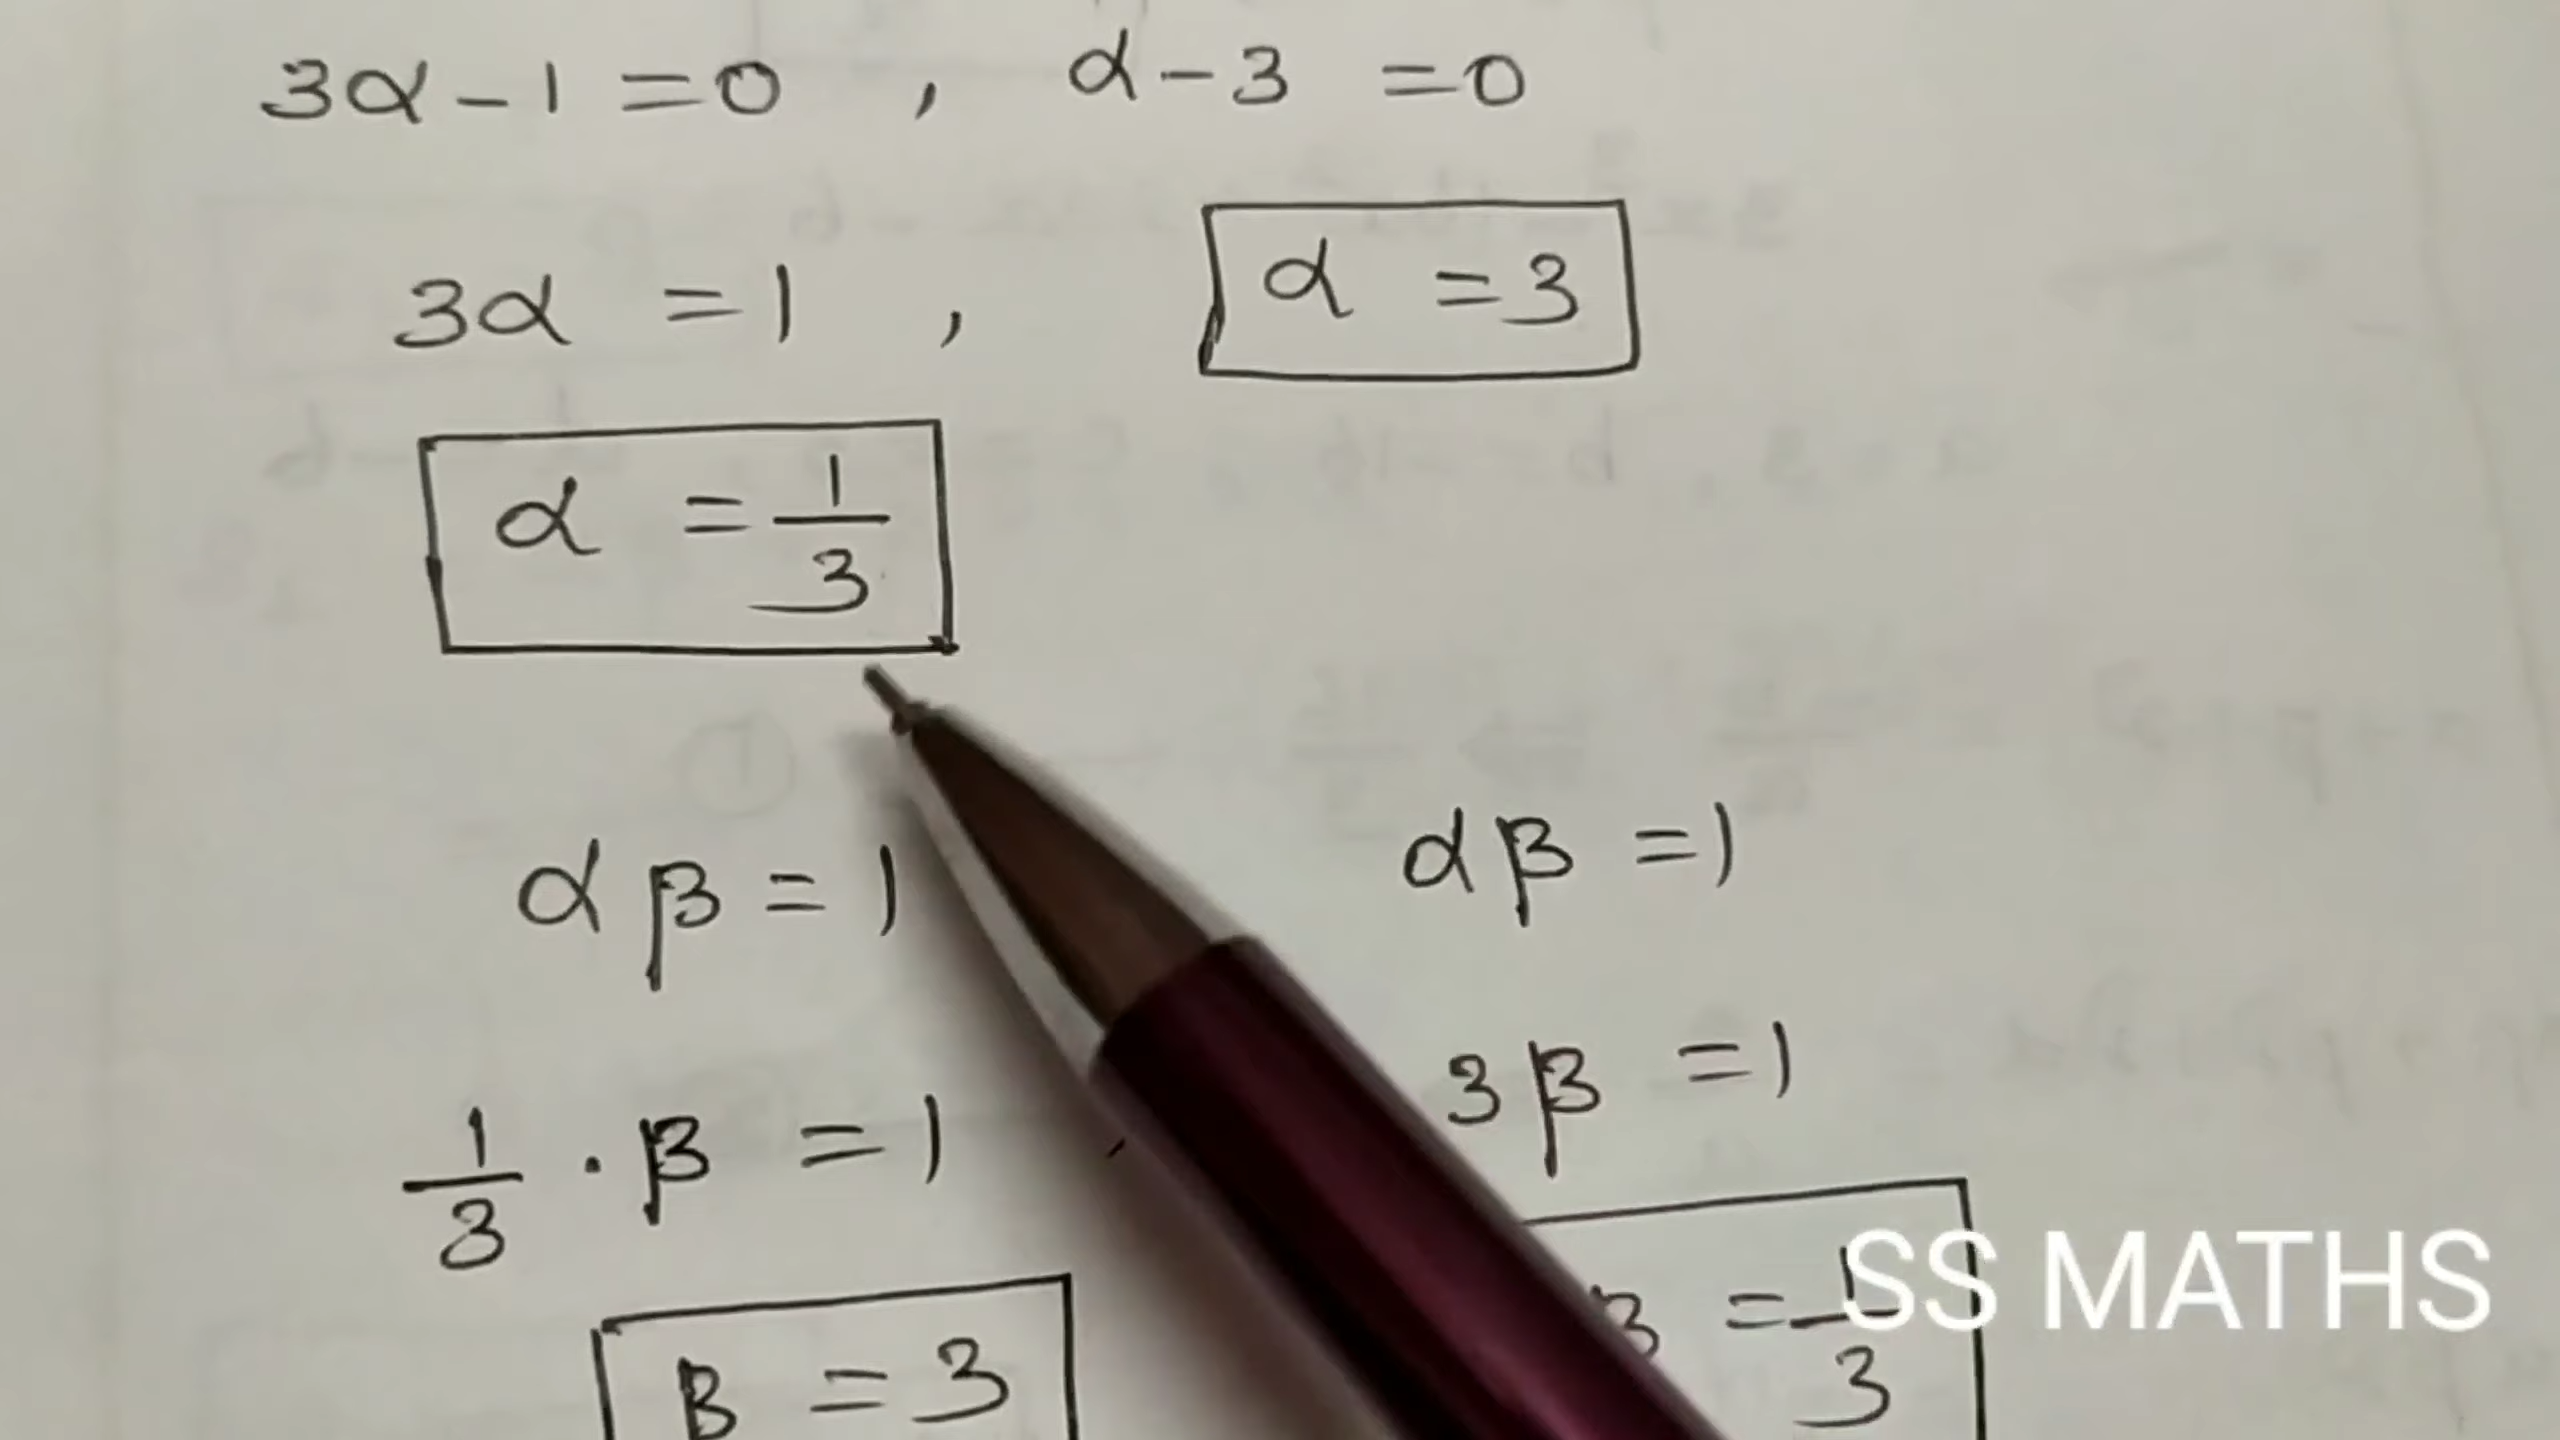 3α - 1 = 0 , α - 3 = 0
3α = 1 , α = 3
α = 1/3
αβ = 1 αβ = 1
1/3 · β = 1 3β = 1
β = 3 β = 1/3
SS MATHS